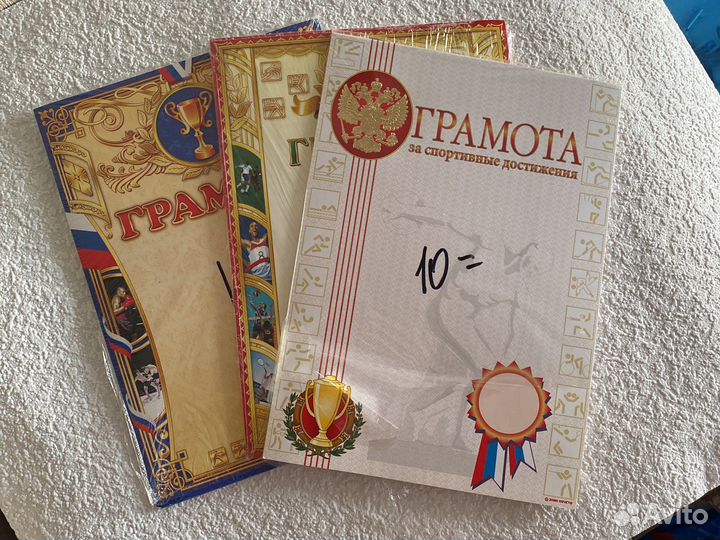 ГРАМОТА
за спортивные достижения
10=
ГРАМ
Г
Avito